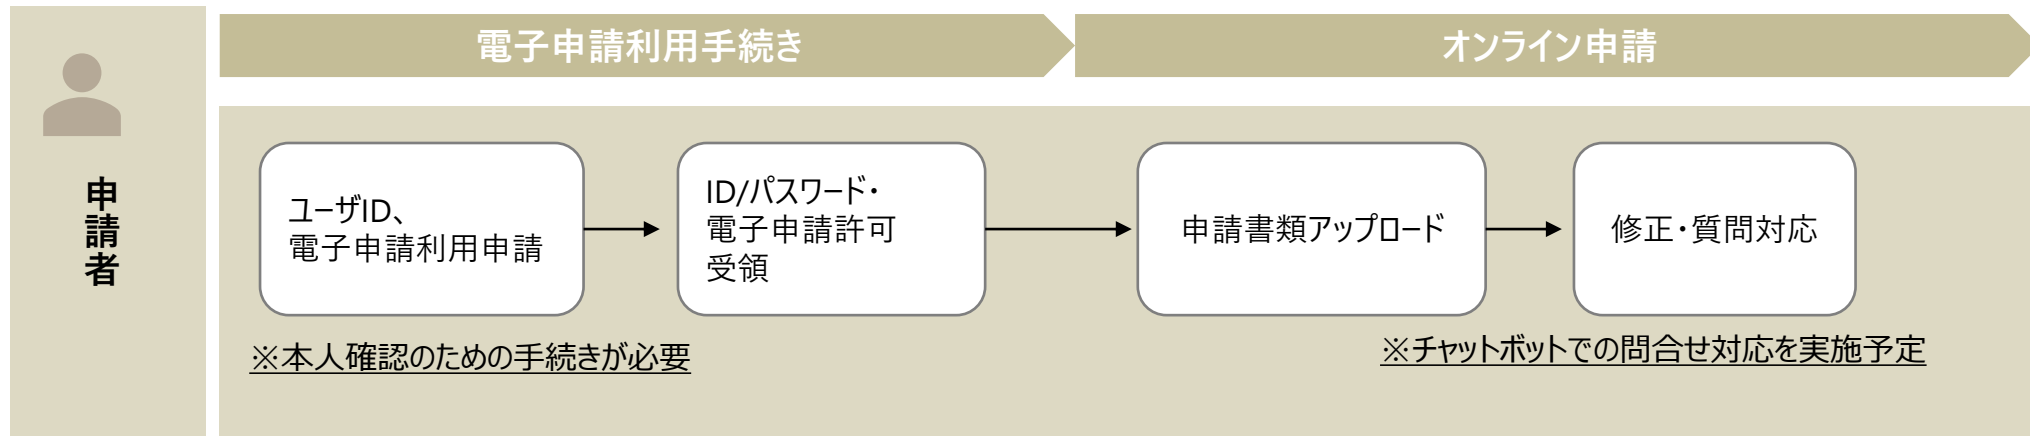 電子申請利用手続き
オンライン申請
申請者
ユーザID、
電子申請利用申請
ID/パスワード・
電子申請許可
受領
申請書類アップロード
修正・質問対応
※本人確認のための手続きが必要
※チャットボットでの問合せ対応を実施予定